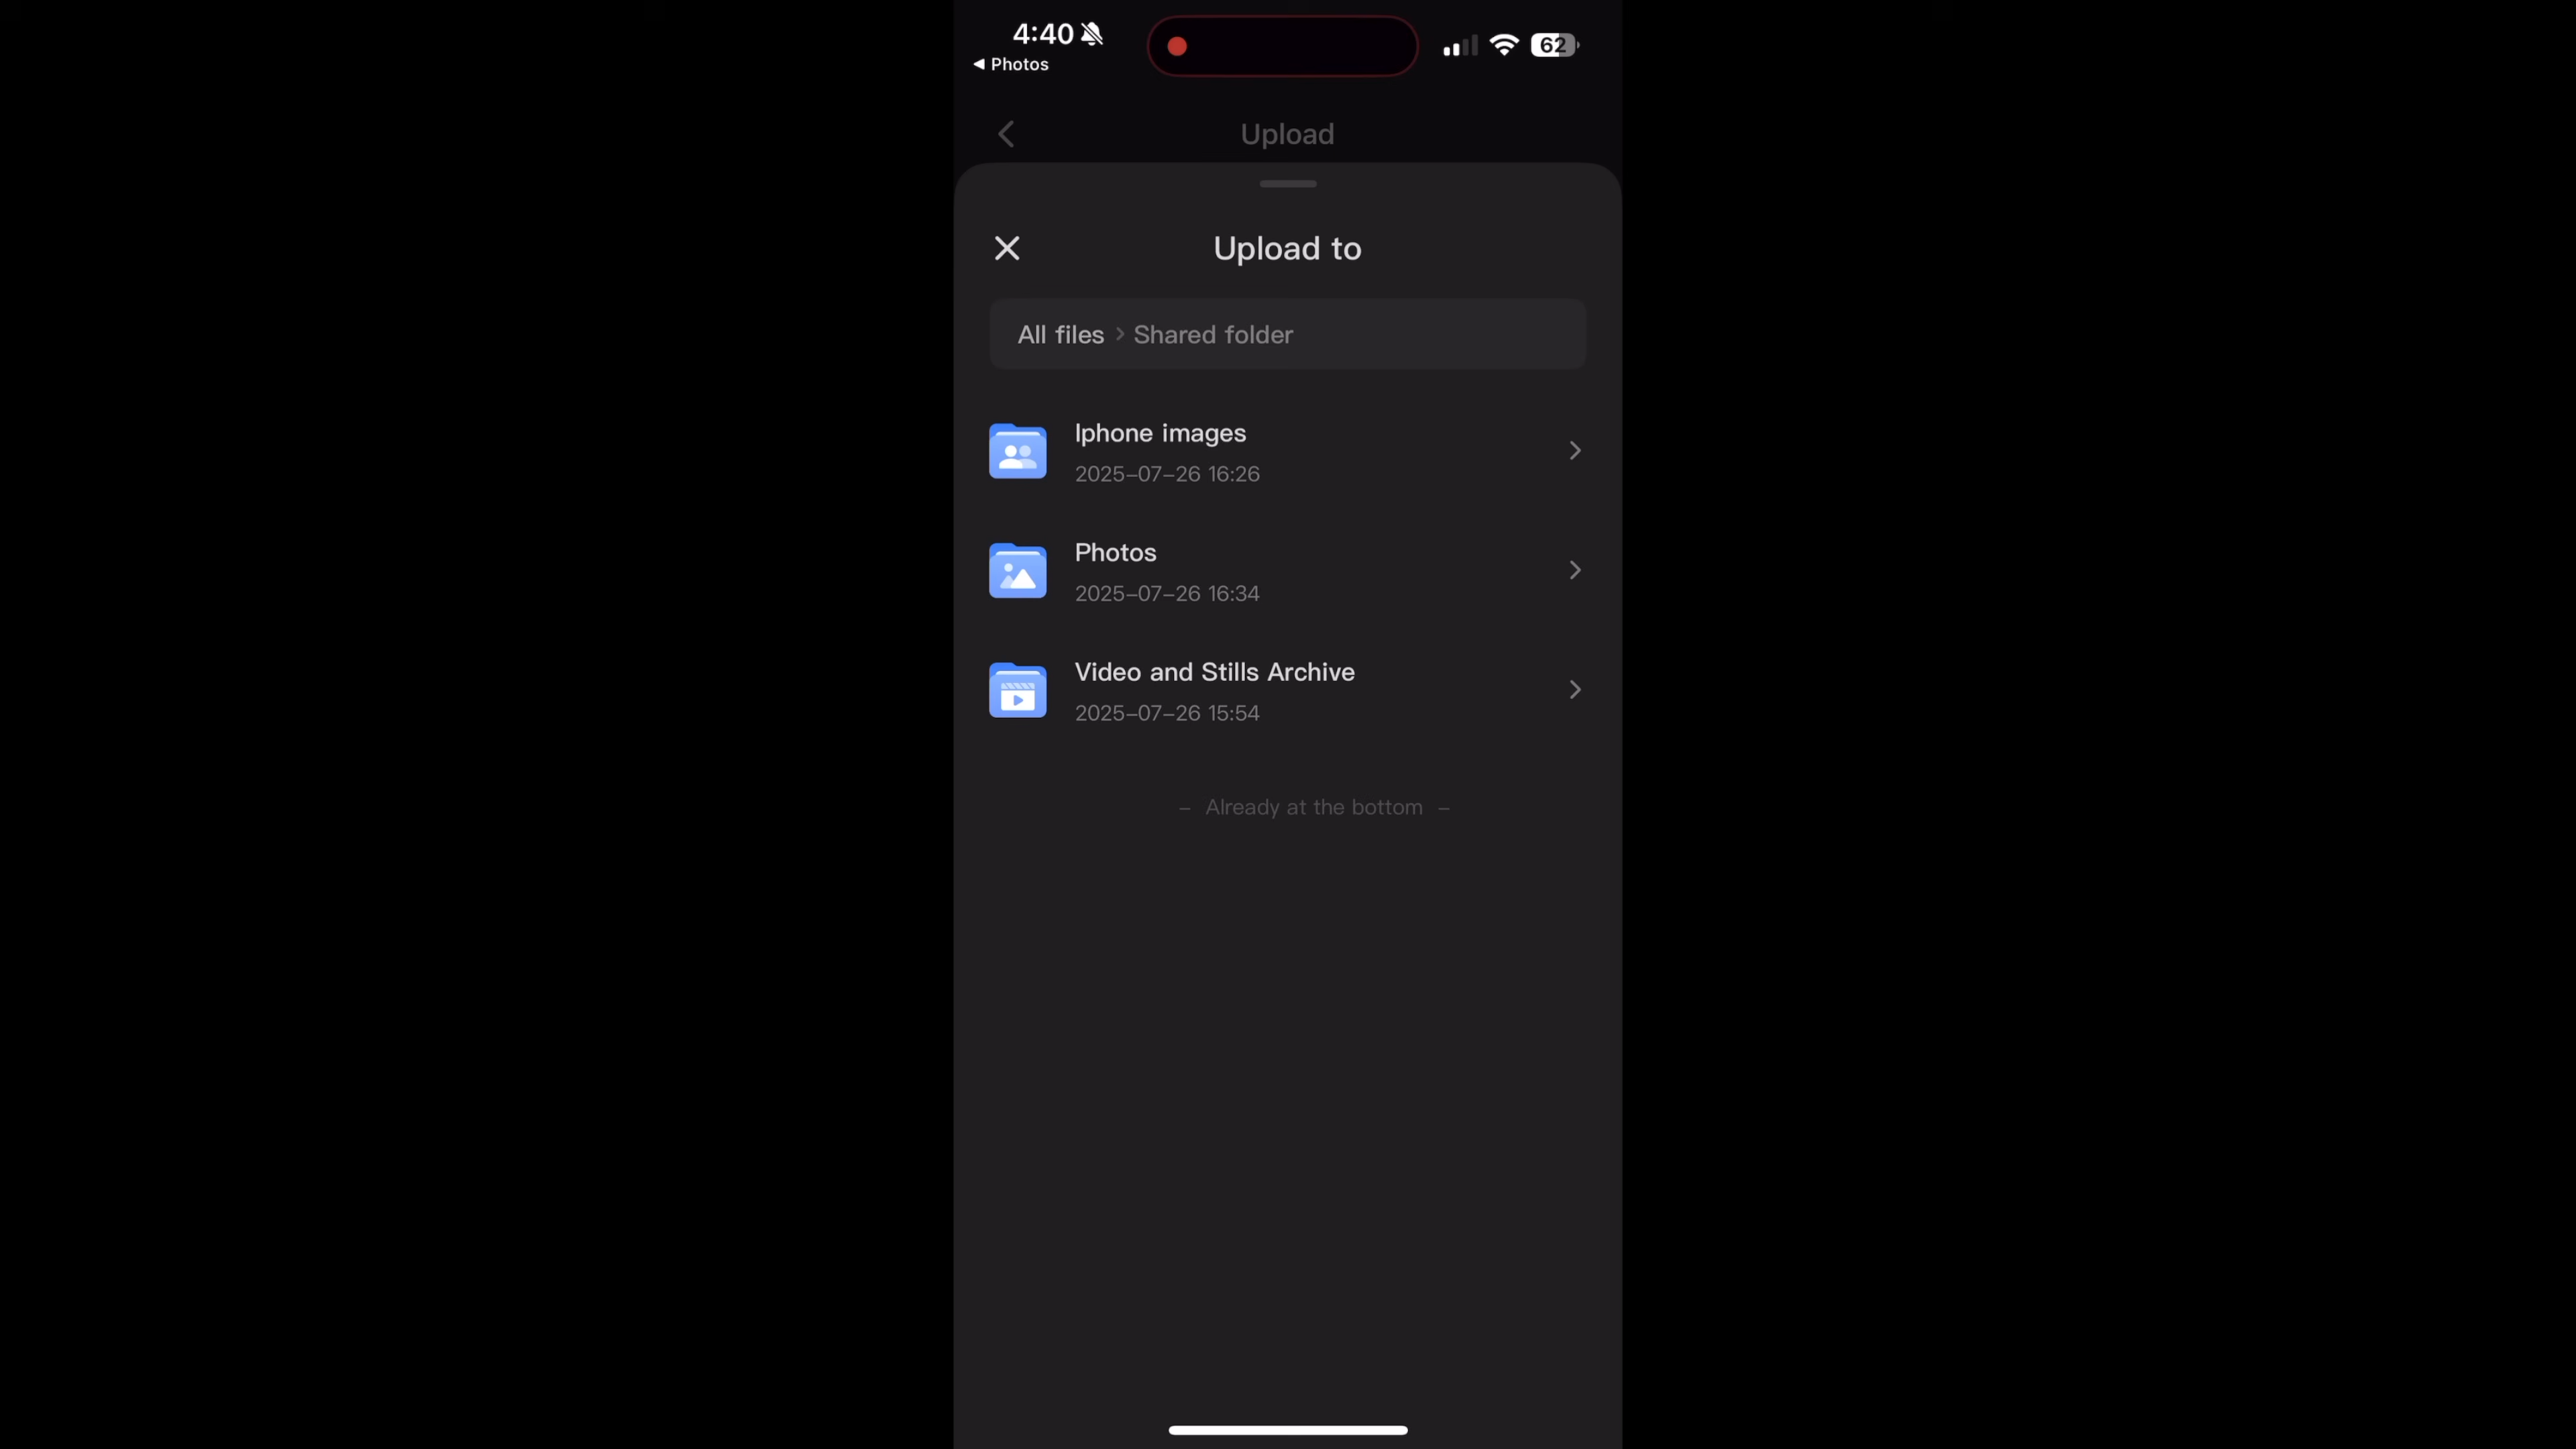 4:40
◀ Photos
62
Upload
Upload to
All files > Shared folder
Iphone images
2025-07-26 16:26
Photos
2025-07-26 16:34
Video and Stills Archive
2025-07-26 15:54
- Already at the bottom -